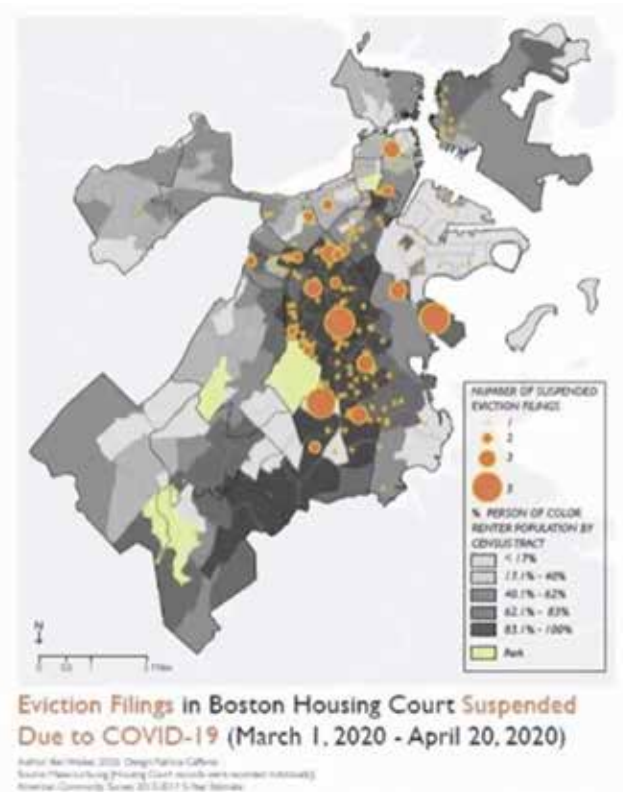 NUMBER OF SUSPENDED
EVICTION FILINGS
1
2
3
5
% PERSON OF COLOR
RENTER POPULATION BY
CENSUS TRACT
< 17%
17.1% - 40%
40.1% - 62%
62.1% - 83%
83.1% - 100%
Park
N
0
Eviction Filings in Boston Housing Court Suspended
Due to COVID-19 (March 1, 2020 - April 20, 2020)